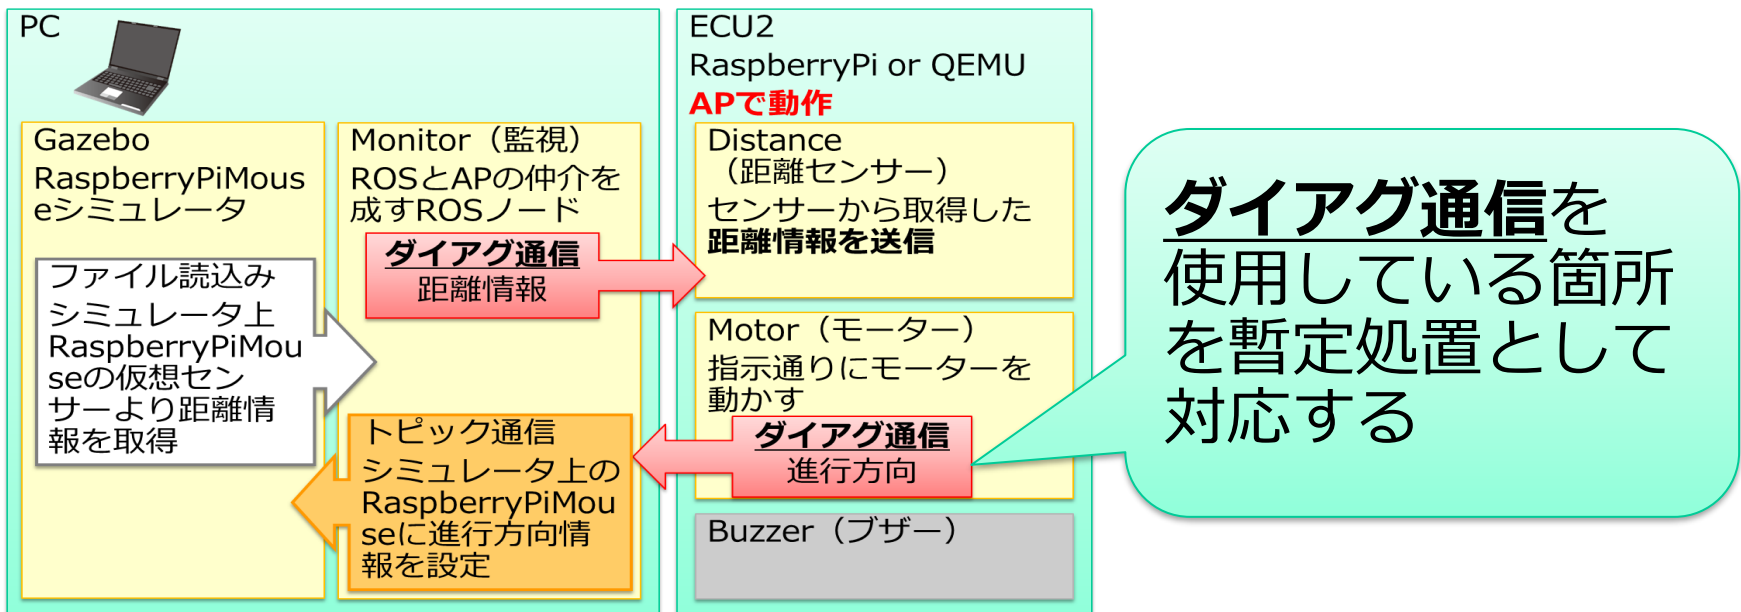 PC
Gazebo
RaspberryPiMous
eシミュレータ
ファイル読込み
シミュレータ上
RaspberryPiMou
seの仮想セン
サーより距離情
報を取得
Monitor（監視）
ROSとAPの仲介を
成すROSノード
ダイアグ通信
距離情報
トピック通信
シミュレータ上の
RaspberryPiMou
seに進行方向情
報を設定
ECU2
RaspberryPi or QEMU
APで動作
Distance
（距離センサー）
センサーから取得した
距離情報を送信
Motor（モーター）
指示通りにモーターを
動かす
ダイアグ通信
進行方向
Buzzer（ブザー）
ダイアグ通信を
使用している箇所
を暫定処置として
対応する